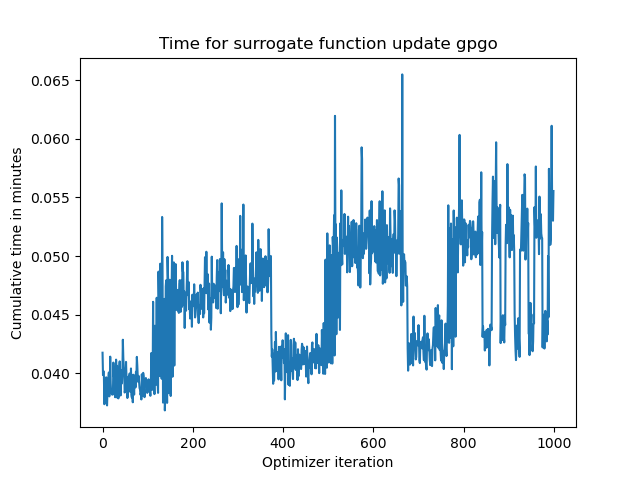 Time for surrogate function update gpgo
0.065
0.060
0.055
0.050
0.045
0.040
Cumulative time in minutes
0 200 400 600 800 1000
Optimizer iteration